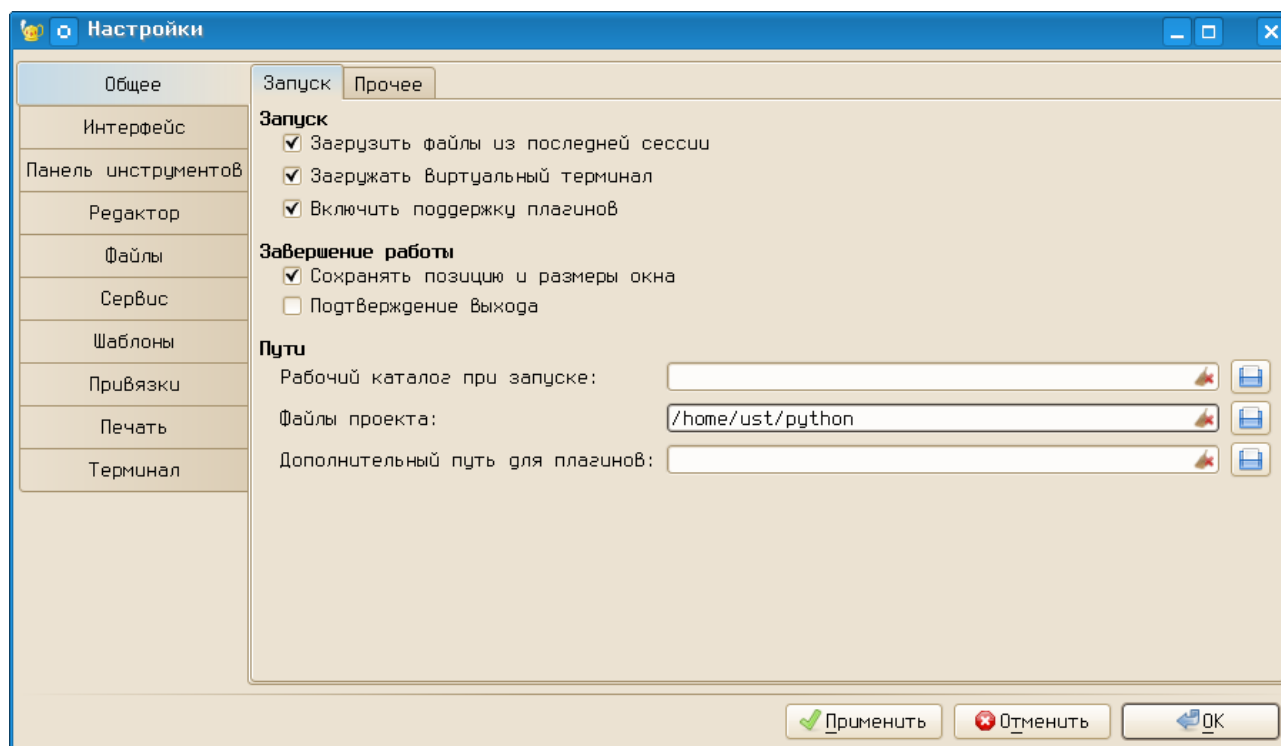 Настройки
Общее
Интерфейс
Панель инструментов
Редактор
Файлы
Сервис
Шаблоны
Привязки
Печать
Терминал
Запуск Прочее
Запуск
Загрузить файлы из последней сессии
Загружать виртуальный терминал
Включить поддержку плагинов
Завершение работы
Сохранять позицию и размеры окна
Подтверждение выхода
Пути
Рабочий каталог при запуске:
Файлы проекта: /home/ust/python
Дополнительный путь для плагинов:
Применить Отменить OK